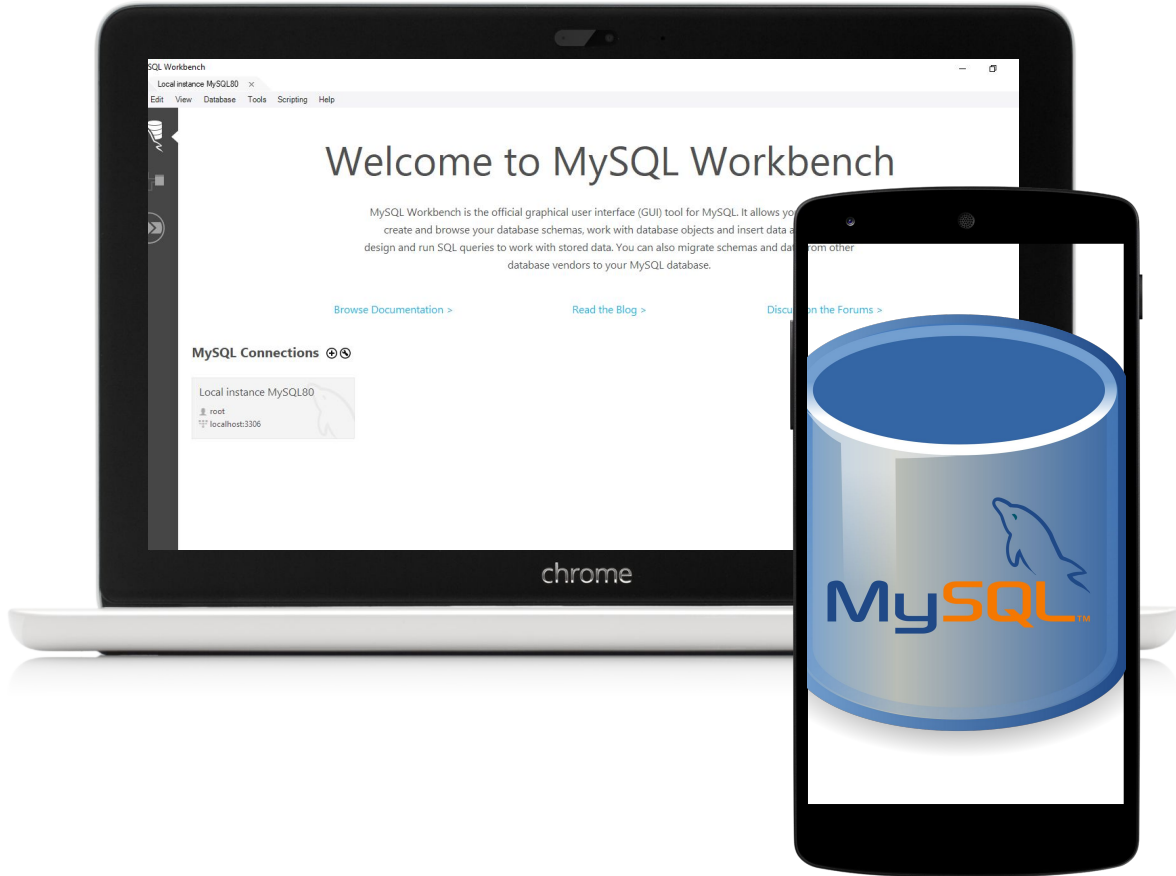 SQL Workbench
Local instance MySQL80
Edit View Database Tools Scripting Help
Welcome to MySQL Workbench
MySQL Workbench is the official graphical user interface (GUI) tool for MySQL. It allows yo
create and browse your database schemas, work with database objects and insert data a
design and run SQL queries to work with stored data. You can also migrate schemas and dat from other
database vendors to your MySQL database.
Browse Documentation > Read the Blog > Discu on the Forums >
MySQL Connections
Local instance MySQL80
root
localhost:3306
chrome
MySQL™